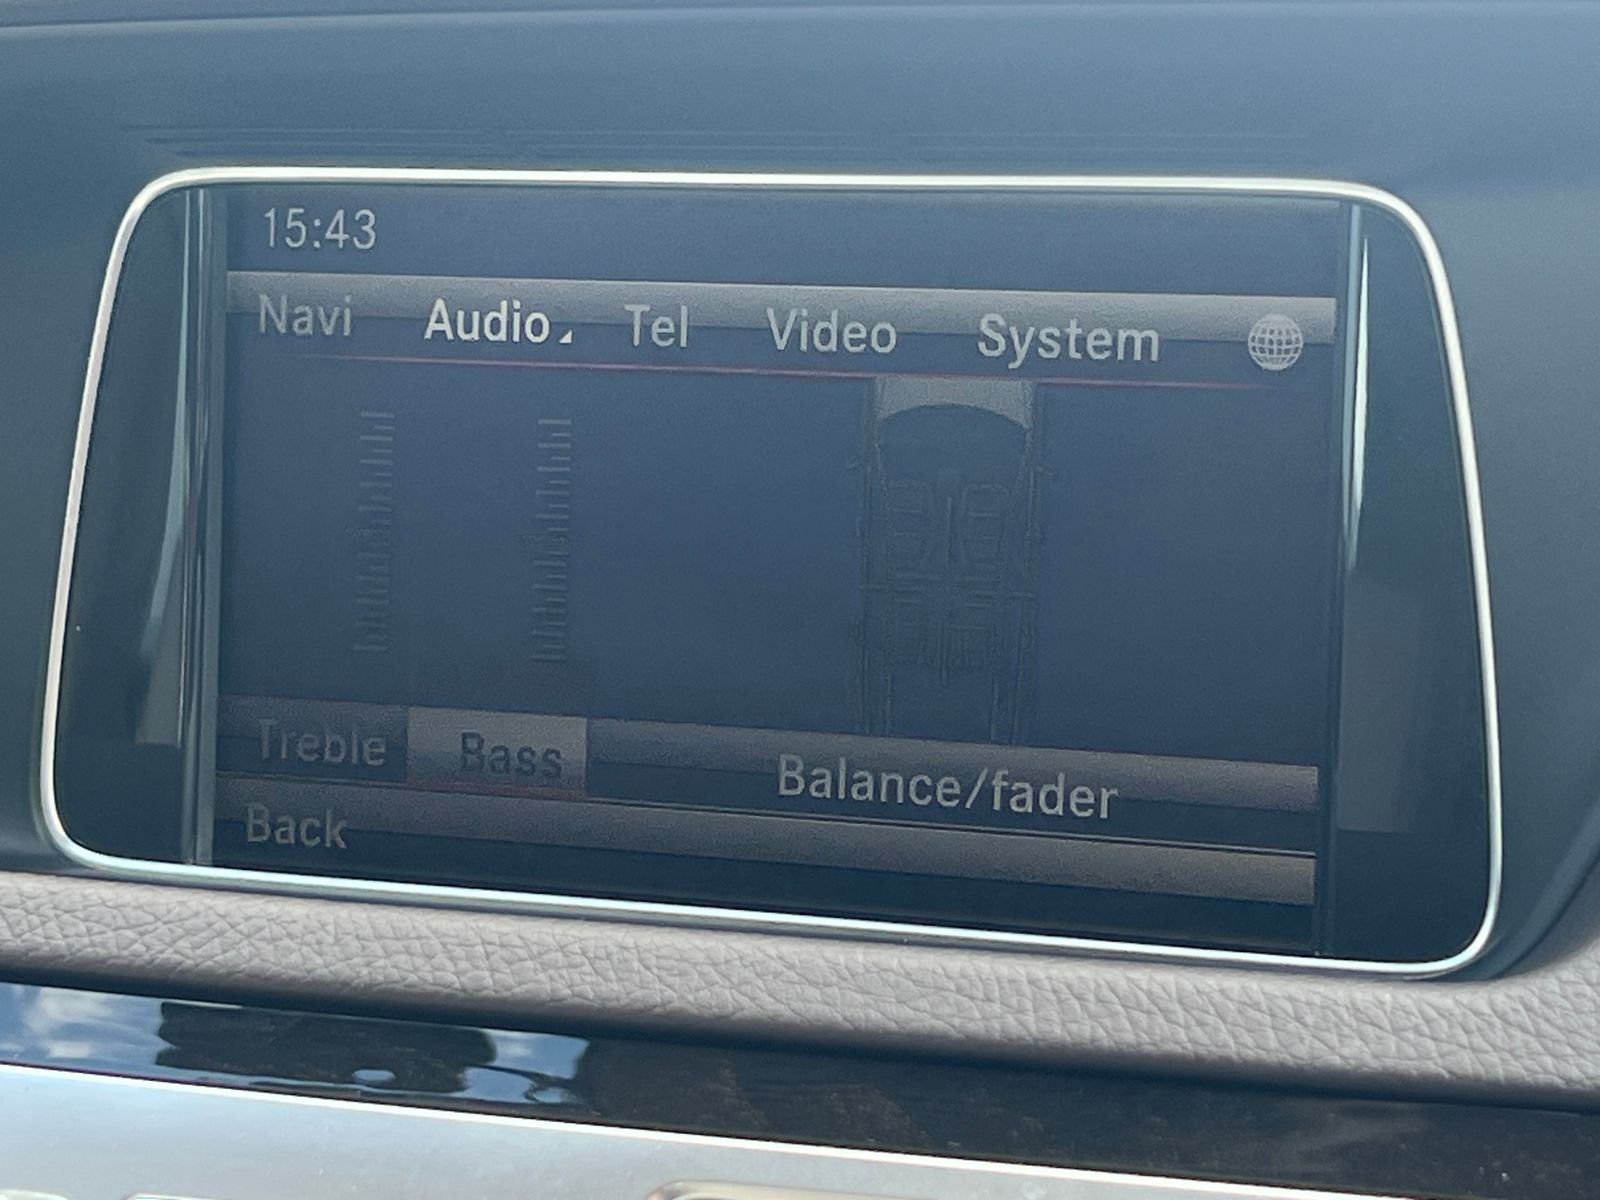 15:43
Navi Audio Tel Video System
Treble Bass Balance/fader
Back